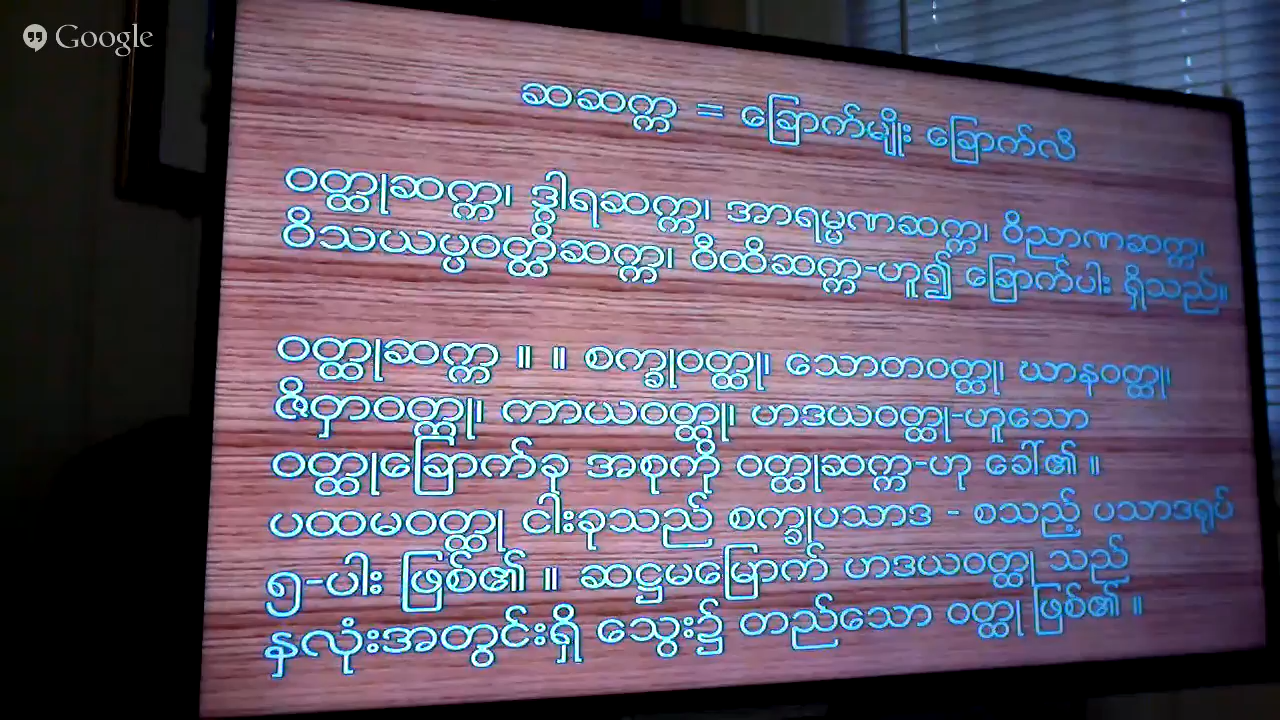 Google
ဆဆက္က = ခြောက်မျိုး ခြောက်လီ
ဝတ္ထုဆက္က၊ ဒွါရဆက္က၊ အာရမ္မဏဆက္က၊ ဝိညာဏဆက္က၊
ဝိသယပ္ပဝတ္ထိဆက္က၊ ဝီထိဆက္က-ဟူ၍ ခြောက်ပါး ရှိသည်။
ဝတ္ထုဆက္က ။ ။ စက္ခုဝတ္ထု၊ သောတဝတ္ထု၊ ဃာနဝတ္ထု၊
ဇိဝှာဝတ္ထု၊ ကာယဝတ္ထု၊ ဟဒယဝတ္ထု-ဟူသော
ဝတ္ထုခြောက်ခု အစုကို ဝတ္ထုဆက္က-ဟု ခေါ်၏ ။
ပထမဝတ္ထု ငါးခုသည် စက္ခုပသာဒ - စသည့် ပသာဒရုပ်
၅-ပါး ဖြစ်၏ ။ ဆဋ္ဌမမြောက် ဟဒယဝတ္ထု သည်
နှလုံးအတွင်းရှိ သွေး၌ တည်သော ဝတ္ထု ဖြစ်၏ ။